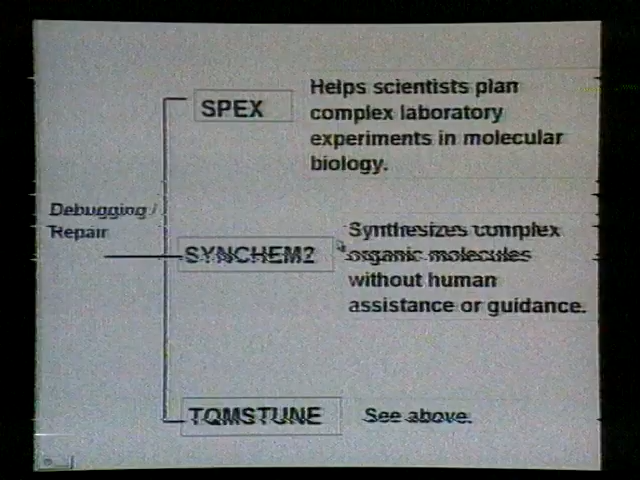 SPEX
Helps scientists plan
complex laboratory
experiments in molecular
biology.
Debugging /
Repair
SYNCHEM2
Synthesizes complex
organic molecules
without human
assistance or guidance.
TQMSTUNE
See above.